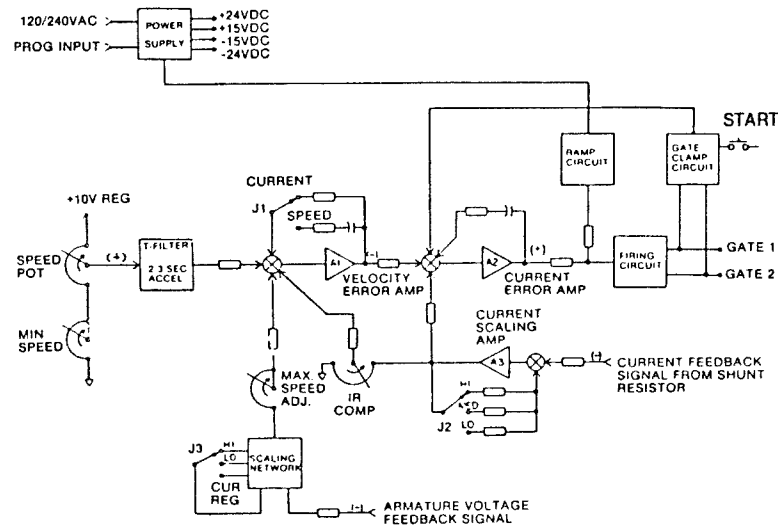 120/240VAC
PROG INPUT
POWER
SUPPLY
+24VDC
+15VDC
-15VDC
-24VDC
START
RAMP
CIRCUIT
GATE
CLAMP
CIRCUIT
CURRENT
J1
SPEED
+10V REG
SPEED
POT
(+)
T-FILTER
2.3 SEC
ACCEL
A1
(-)
VELOCITY
ERROR AMP
A2
(+)
CURRENT
ERROR AMP
FIRING
CIRCUIT
GATE 1
GATE 2
MIN
SPEED
MAX.
SPEED
ADJ.
IR
COMP
CURRENT
SCALING
AMP
A3
(-)
CURRENT FEEDBACK
SIGNAL FROM SHUNT
RESISTOR
J2
HI
LO
J3
HI
LO
CUR
REG
SCALING
NETWORK
(-)
ARMATURE VOLTAGE
FEEDBACK SIGNAL